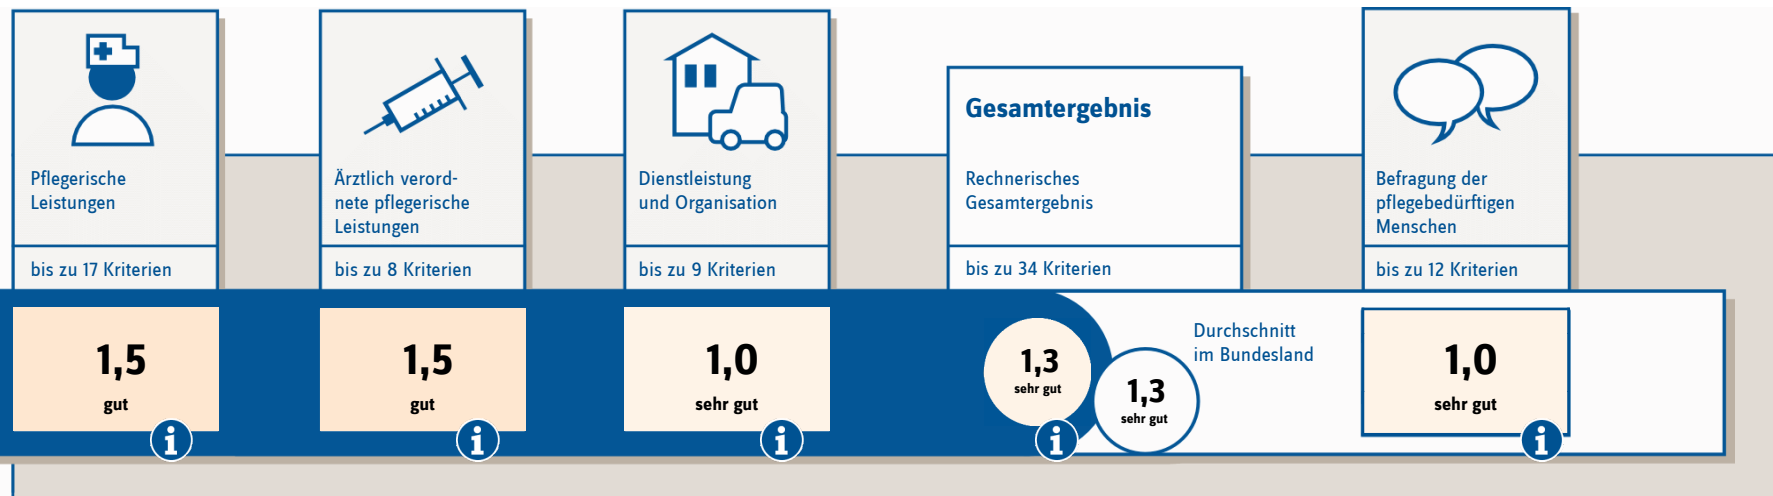 Pflegerische
Leistungen
bis zu 17 Kriterien
1,5
gut
i
Ärztlich verord-
nete pflegerische
Leistungen
bis zu 8 Kriterien
1,5
gut
i
Dienstleistung
und Organisation
bis zu 9 Kriterien
1,0
sehr gut
i
Gesamtergebnis
Rechnerisches
Gesamtergebnis
bis zu 34 Kriterien
1,3
sehr gut
i
Durchschnitt
im Bundesland
1,3
sehr gut
Befragung der
pflegebedürftigen
Menschen
bis zu 12 Kriterien
1,0
sehr gut
i